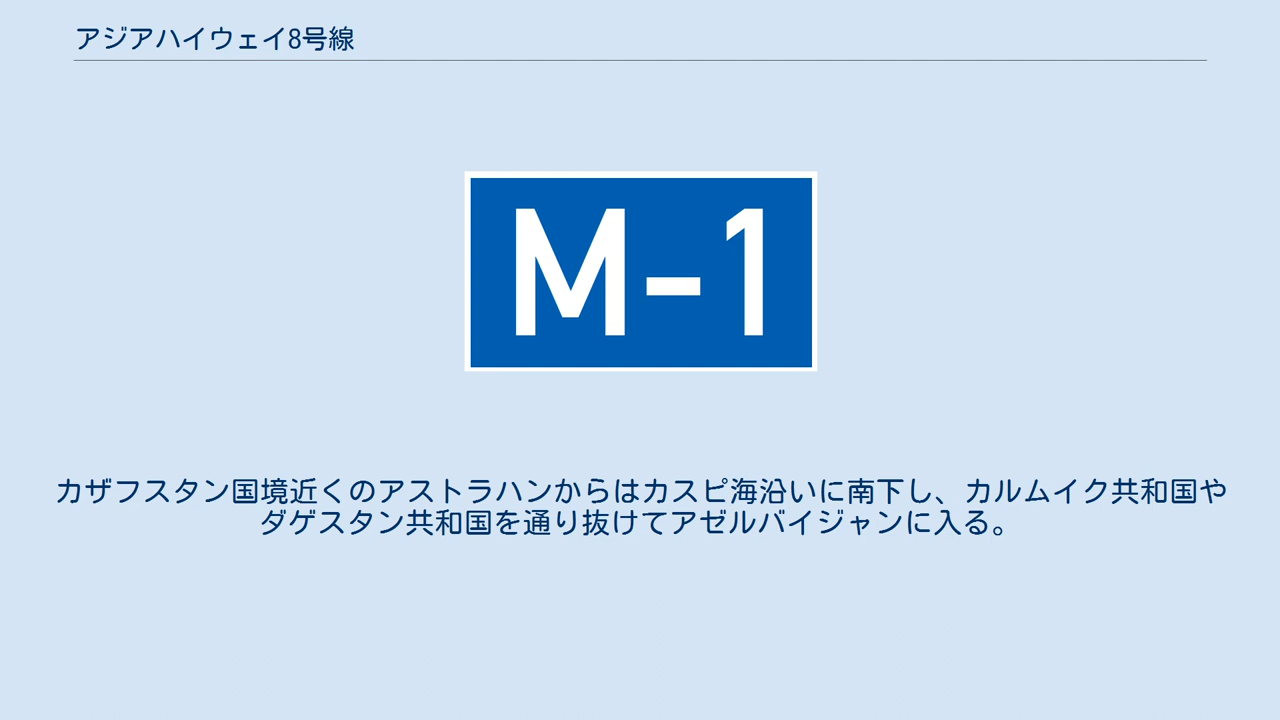 アジアハイウェイ8号線
M-1
カザフスタン国境近くのアストラハンからはカスピ海沿いに南下し、カルムイク共和国や
ダゲスタン共和国を通り抜けてアゼルバイジャンに入る。